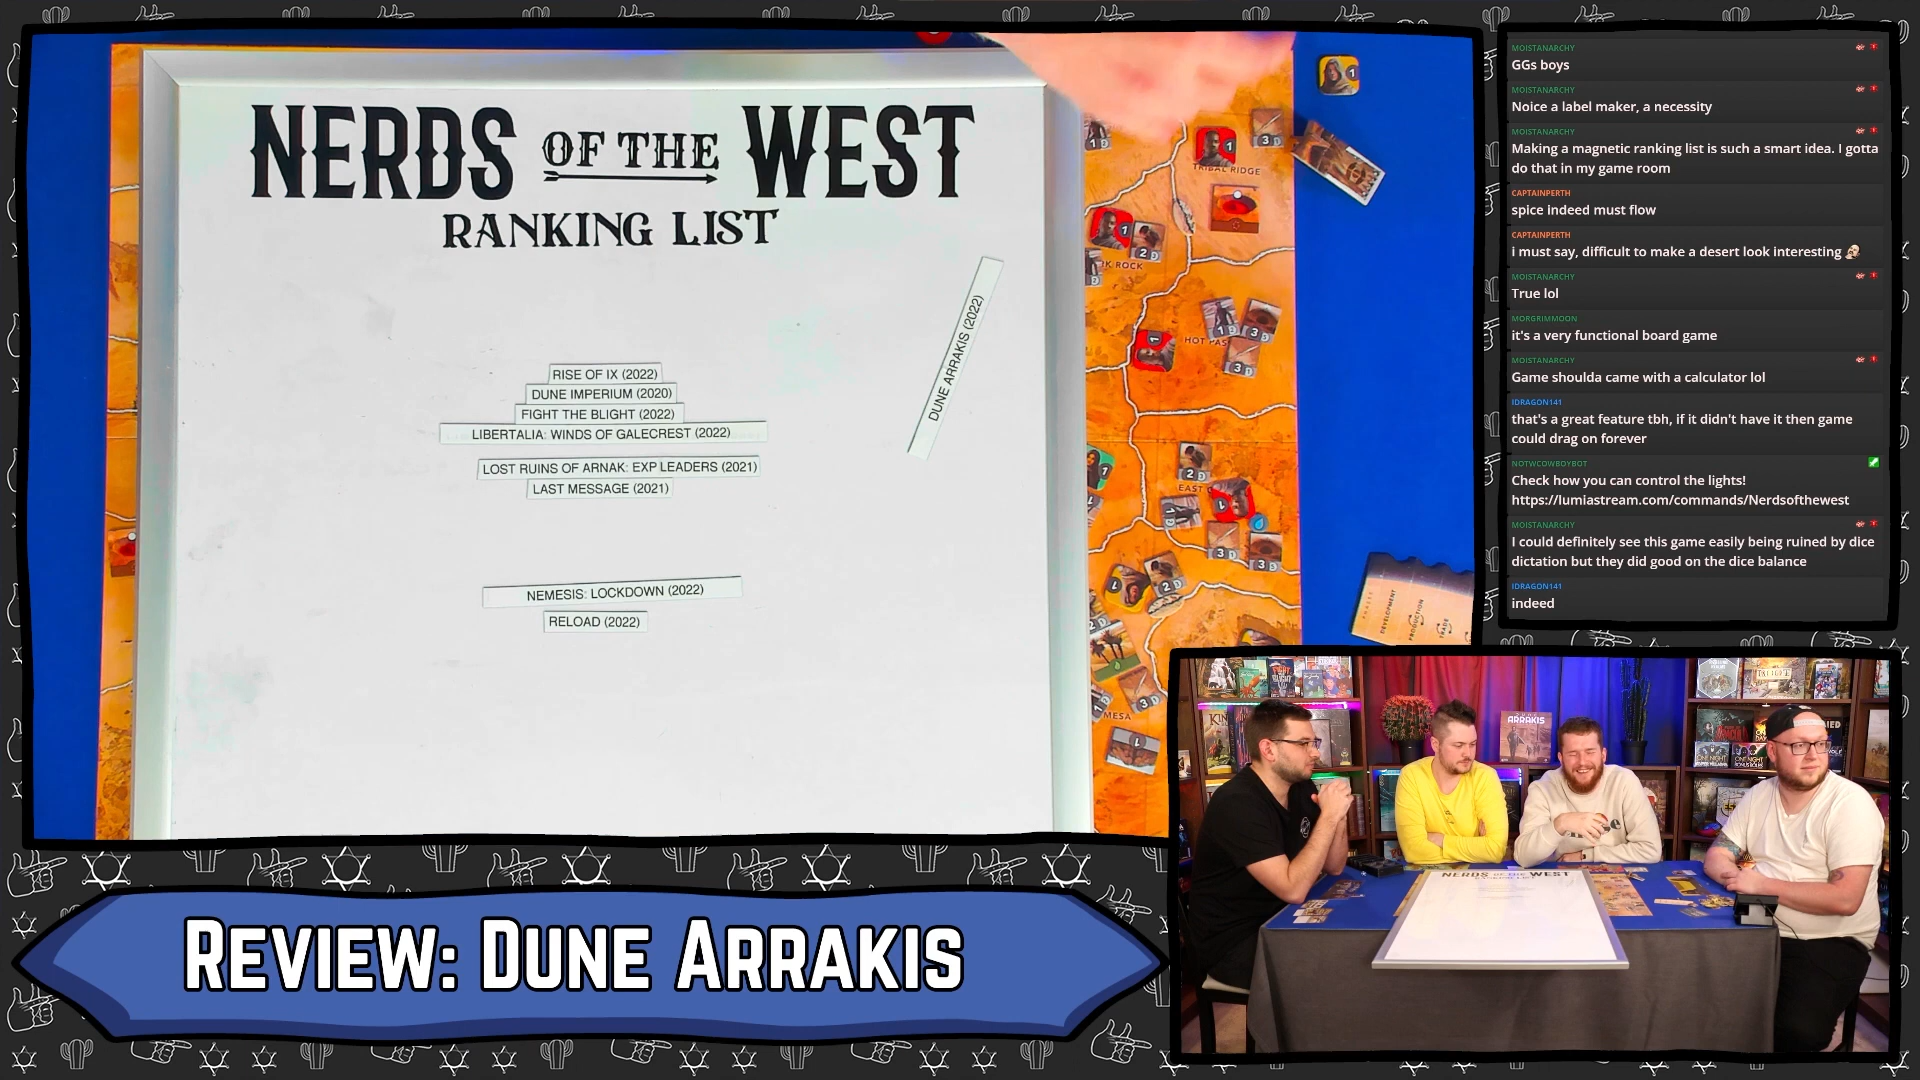 NERDS OF THE WEST
RANKING LIST
DUNE ARRAKIS (2022)
RISE OF IX (2022)
DUNE IMPERIUM (2020)
FIGHT THE BLIGHT (2022)
LIBERTALIA: WINDS OF GALECREST (2022)
LOST RUINS OF ARNAK: EXP LEADERS (2021)
LAST MESSAGE (2021)
NEMESIS: LOCKDOWN (2022)
RELOAD (2022)
TRIBAL RIDGE
ROCK
HOT
EAST
MESA
DEVELOPMENT
PRODUCTION
TRADE
MOISTANARCHY
GGs boys
MOISTANARCHY
Noice a label maker, a necessity
MOISTANARCHY
Making a magnetic ranking list is such a smart idea. I gotta
do that in my game room
CAPTAINPERTH
spice indeed must flow
CAPTAINPERTH
i must say, difficult to make a desert look interesting
MOISTANARCHY
True lol
MORGRIMMOON
it's a very functional board game
MOISTANARCHY
Game shoulda came with a calculator lol
IDRAGON141
that's a great feature tbh, if it didn't have it then game
could drag on forever
NOTWCOWBOYBOT
Check how you can control the lights!
https://lumiastream.com/commands/Nerdsofthewest
MOISTANARCHY
I could definitely see this game easily being ruined by dice
dictation but they did good on the dice balance
IDRAGON141
indeed
ARRAKIS
NERDS OF THE WEST
Review: Dune Arrakis